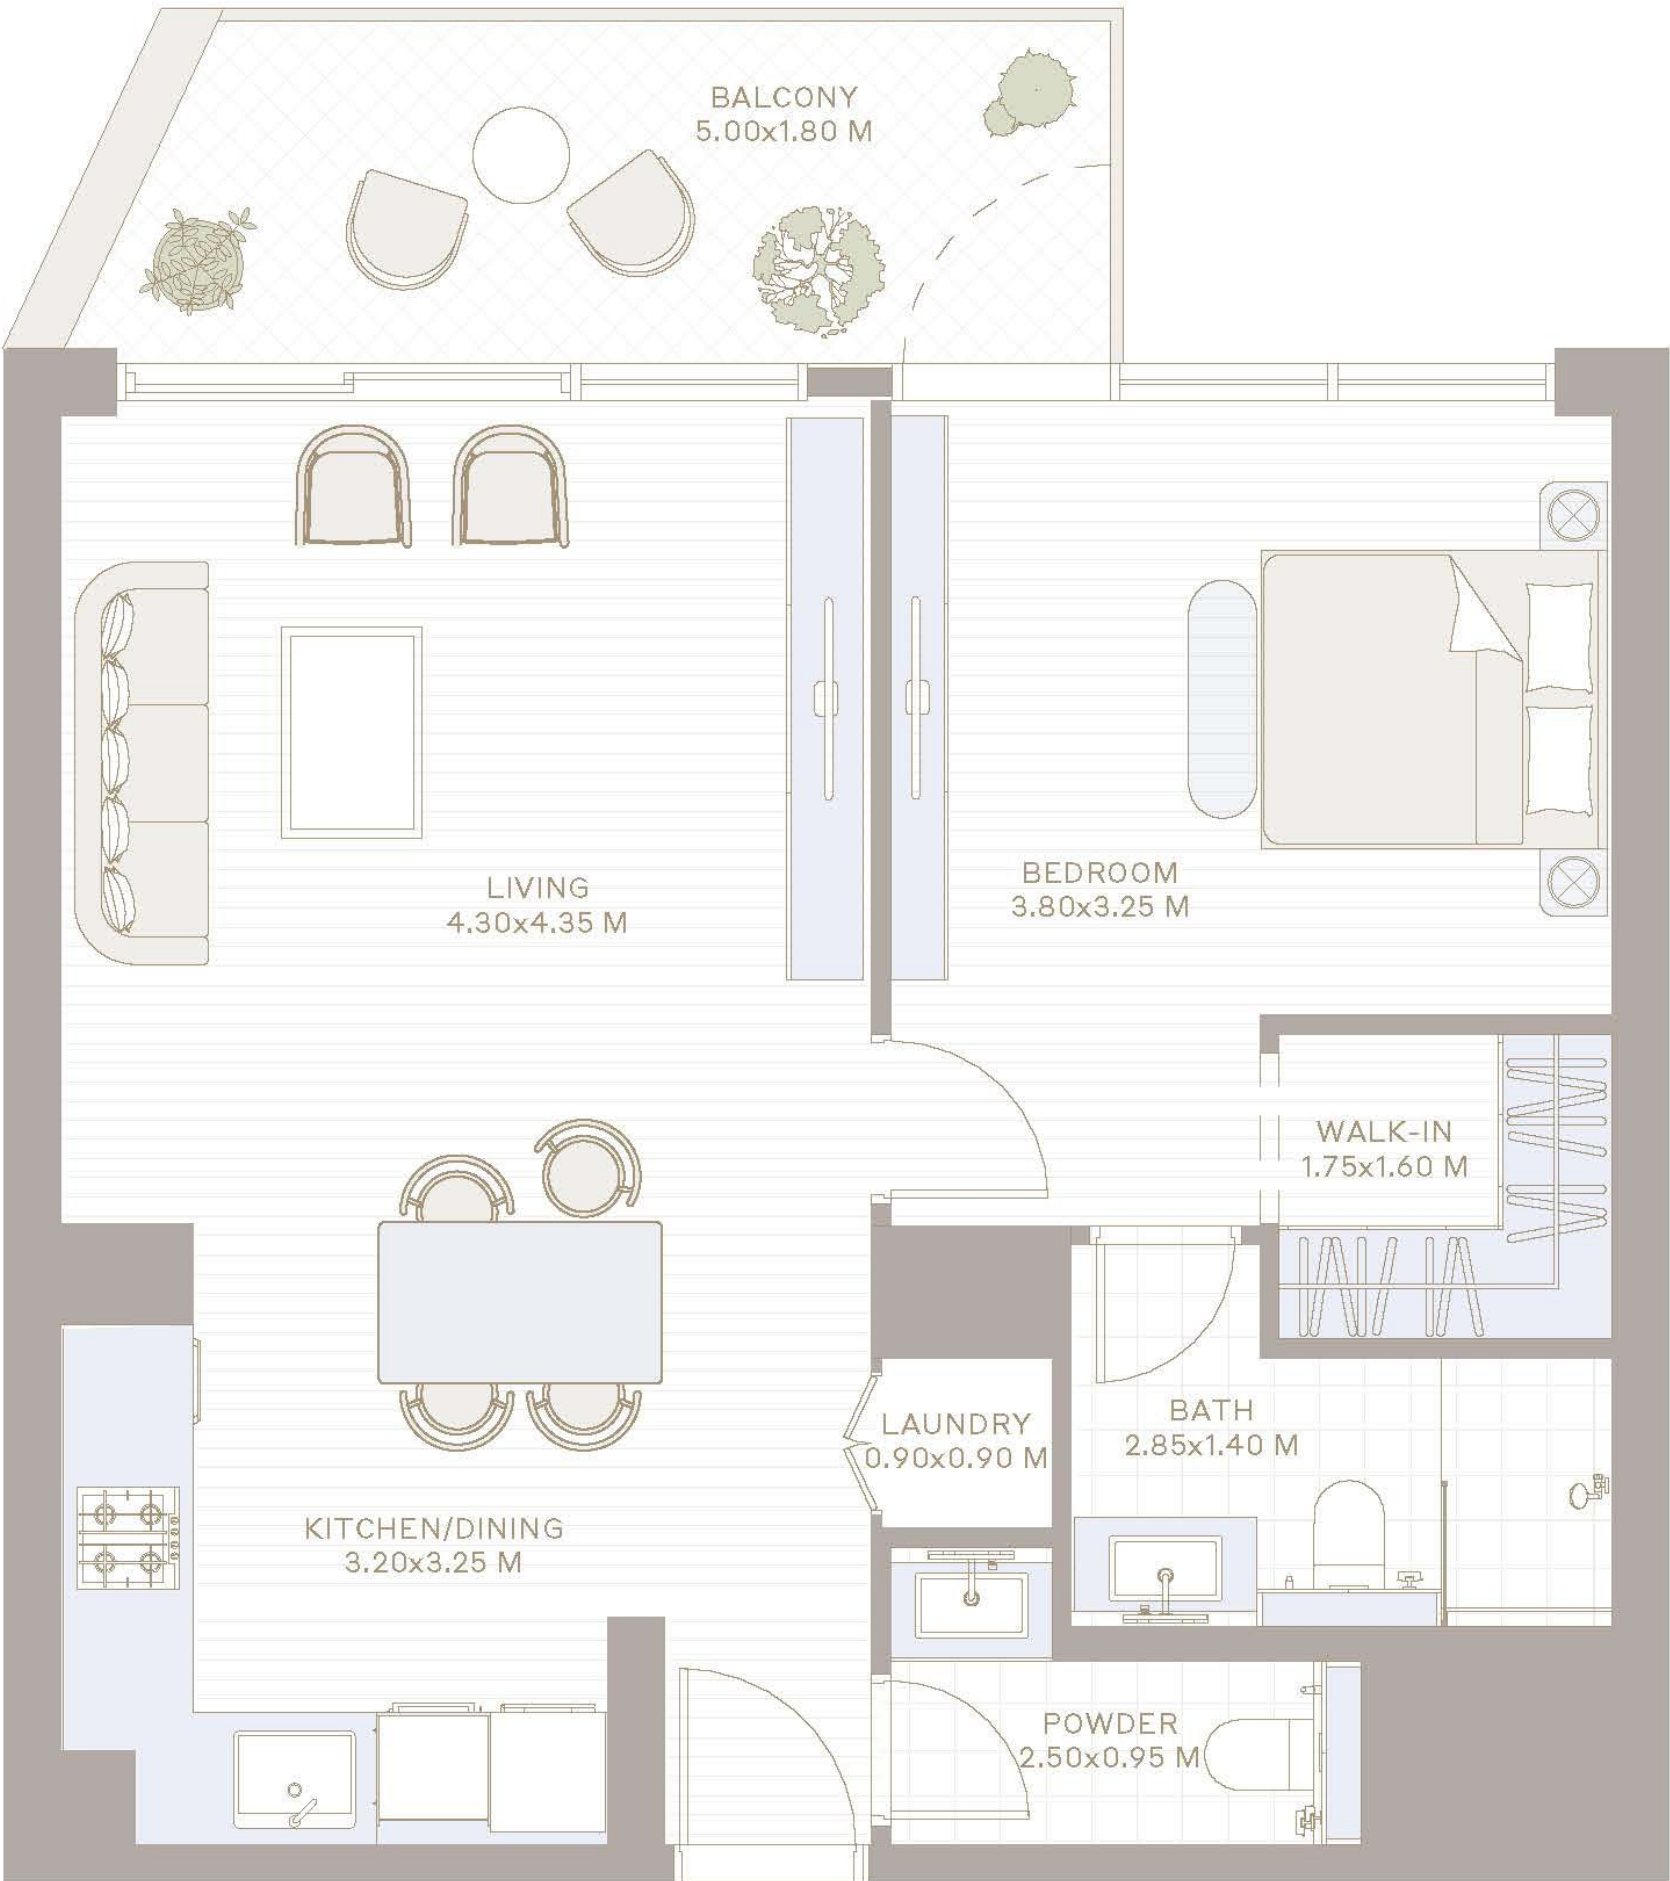 BALCONY
5.00x1.80 M
LIVING
4.30x4.35 M
BEDROOM
3.80x3.25 M
WALK-IN
1.75x1.60 M
LAUNDRY
0.90x0.90 M
BATH
2.85x1.40 M
KITCHEN/DINING
3.20x3.25 M
POWDER
2.50x0.95 M